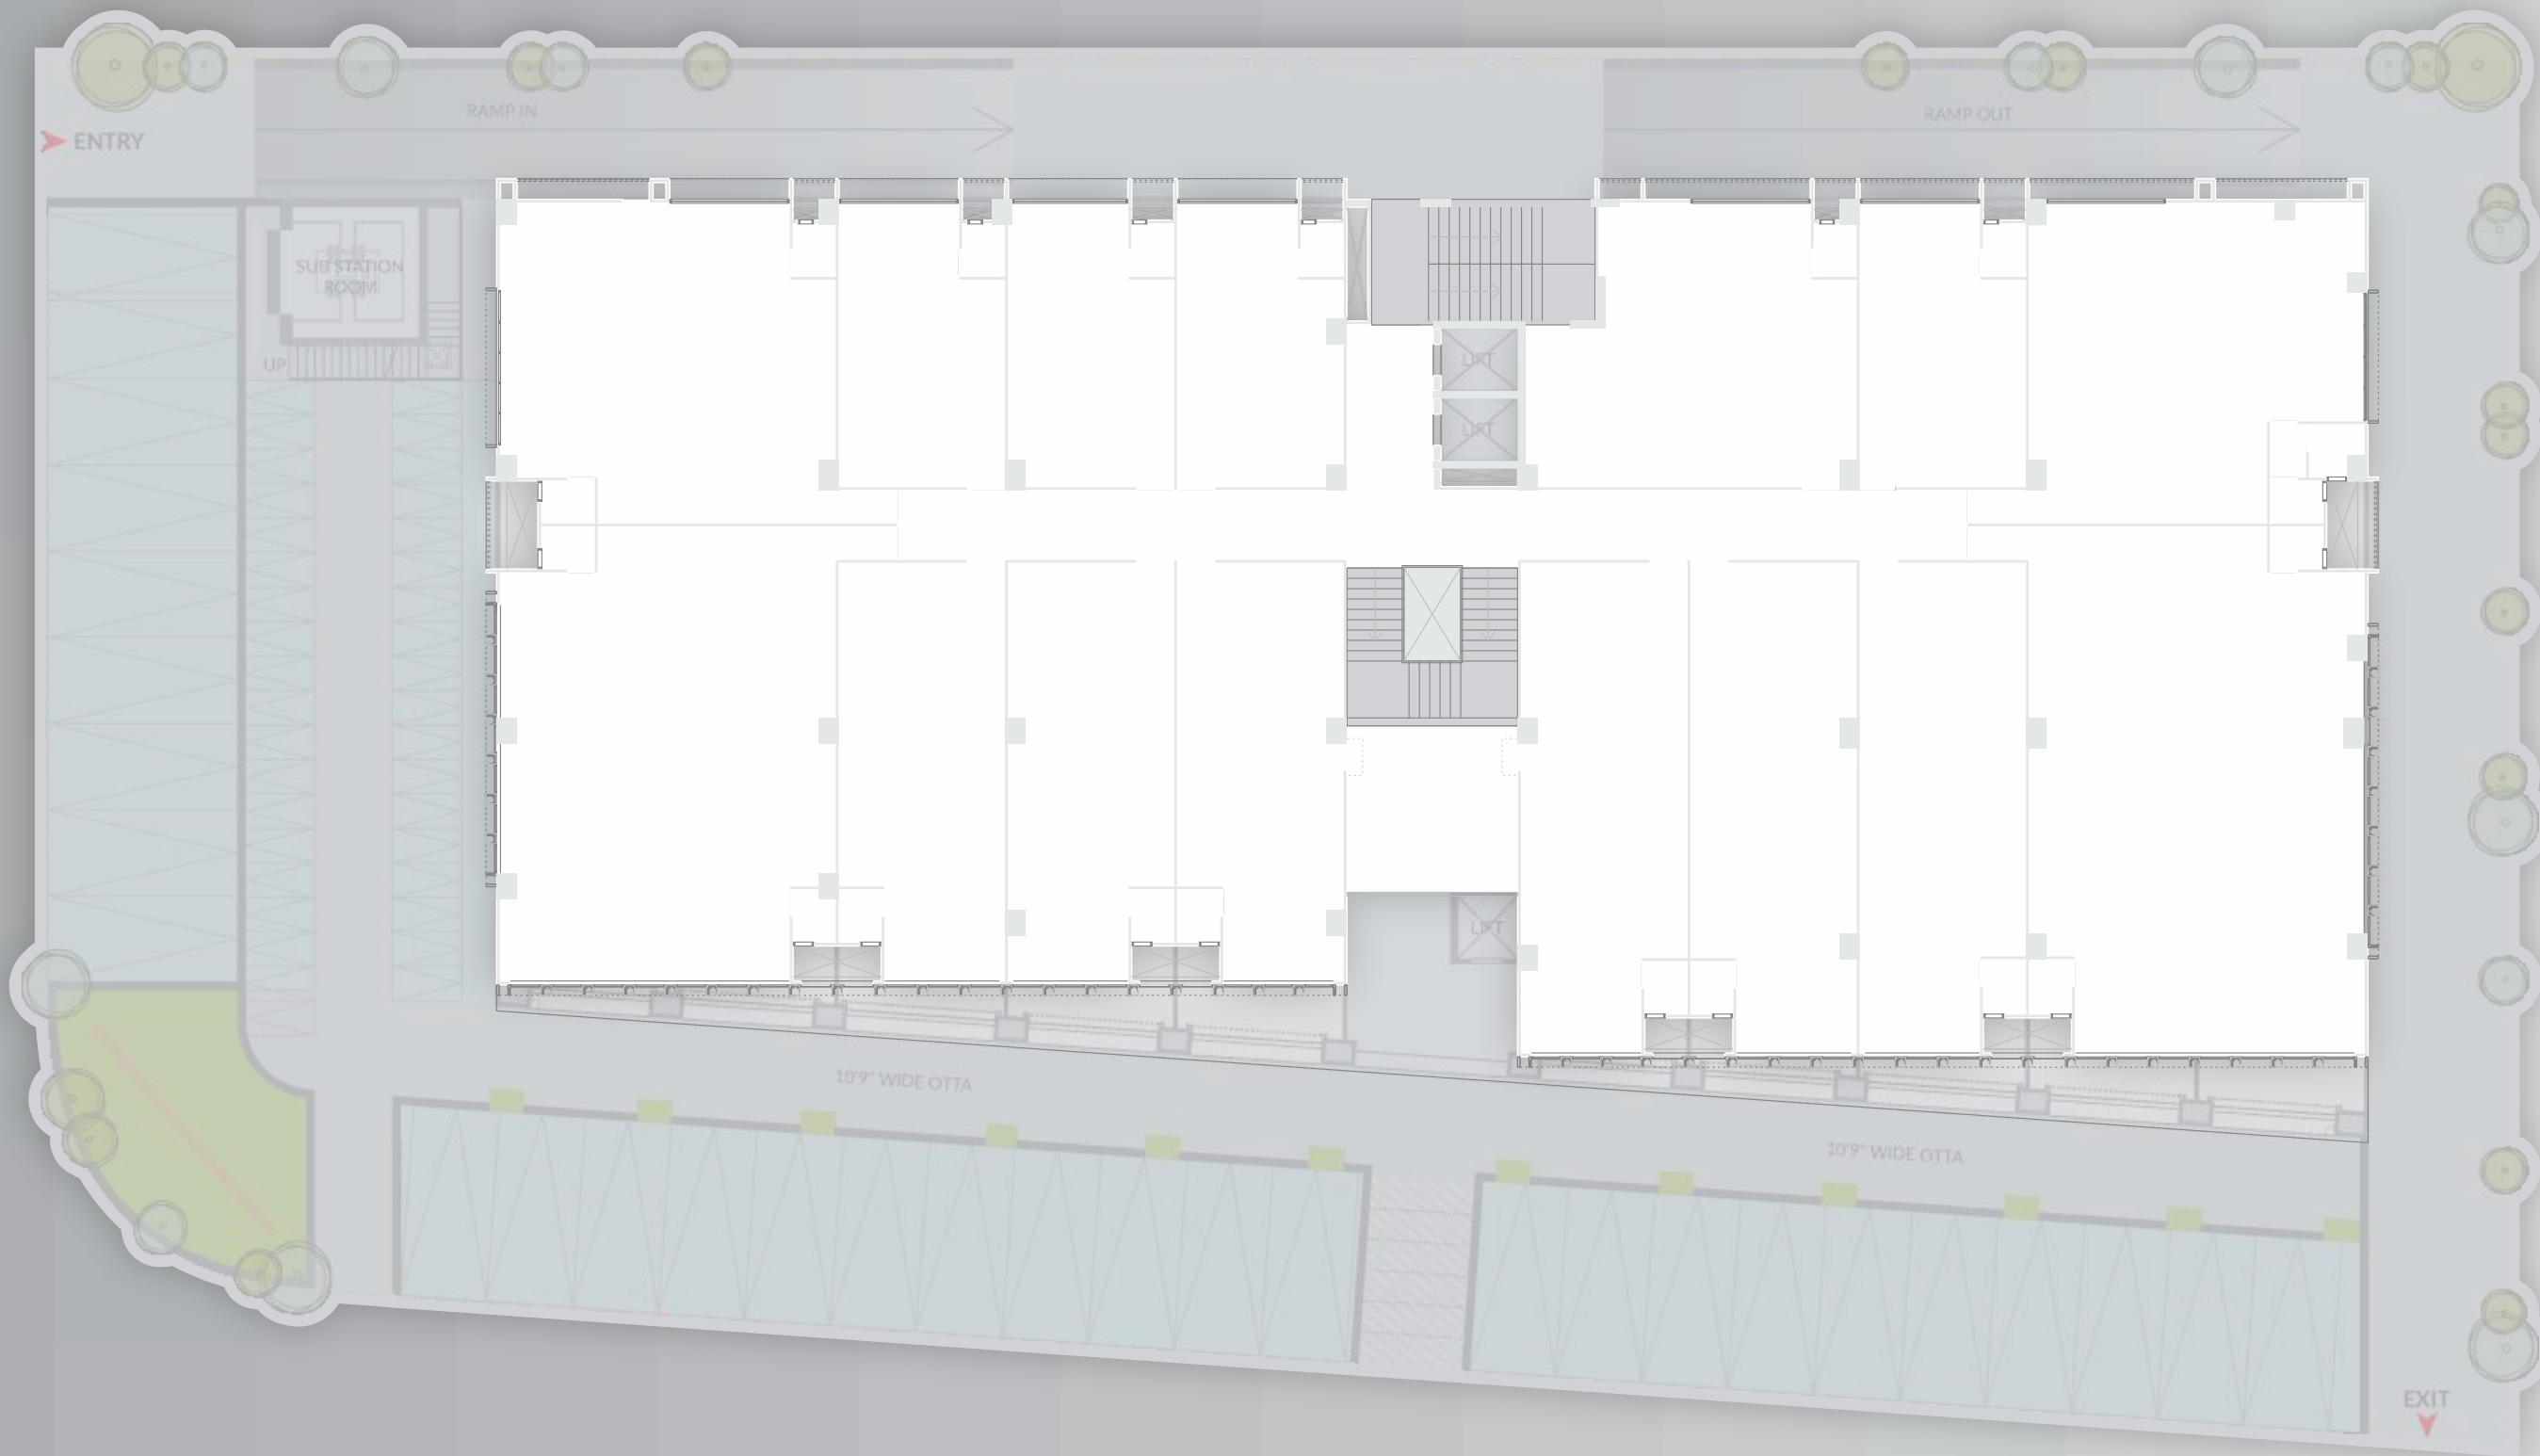 RAMP IN
RAMP OUT
ENTRY
SUB STATION
ROOM
UP
LIFT
LIFT
LIFT
10'9" WIDE OTTA
10'9" WIDE OTTA
EXIT